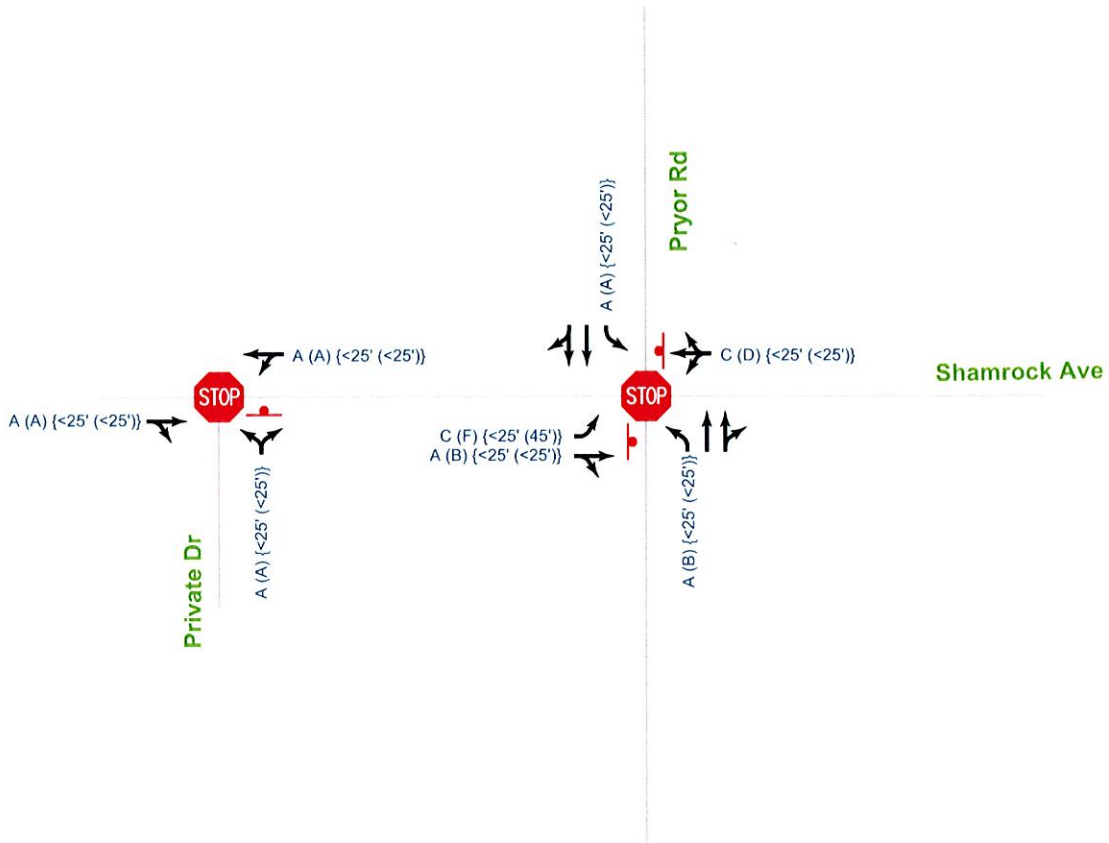 Pryor Rd
A (A) {<25' (<25')}
A (A) {<25' (<25')}
C (D) {<25' (<25')}
Shamrock Ave
STOP
STOP
A (A) {<25' (<25')}
C (F) {<25' (45')}
A (B) {<25' (<25')}
A (A) {<25' (<25')}
A (B) {<25' (<25')}
Private Dr